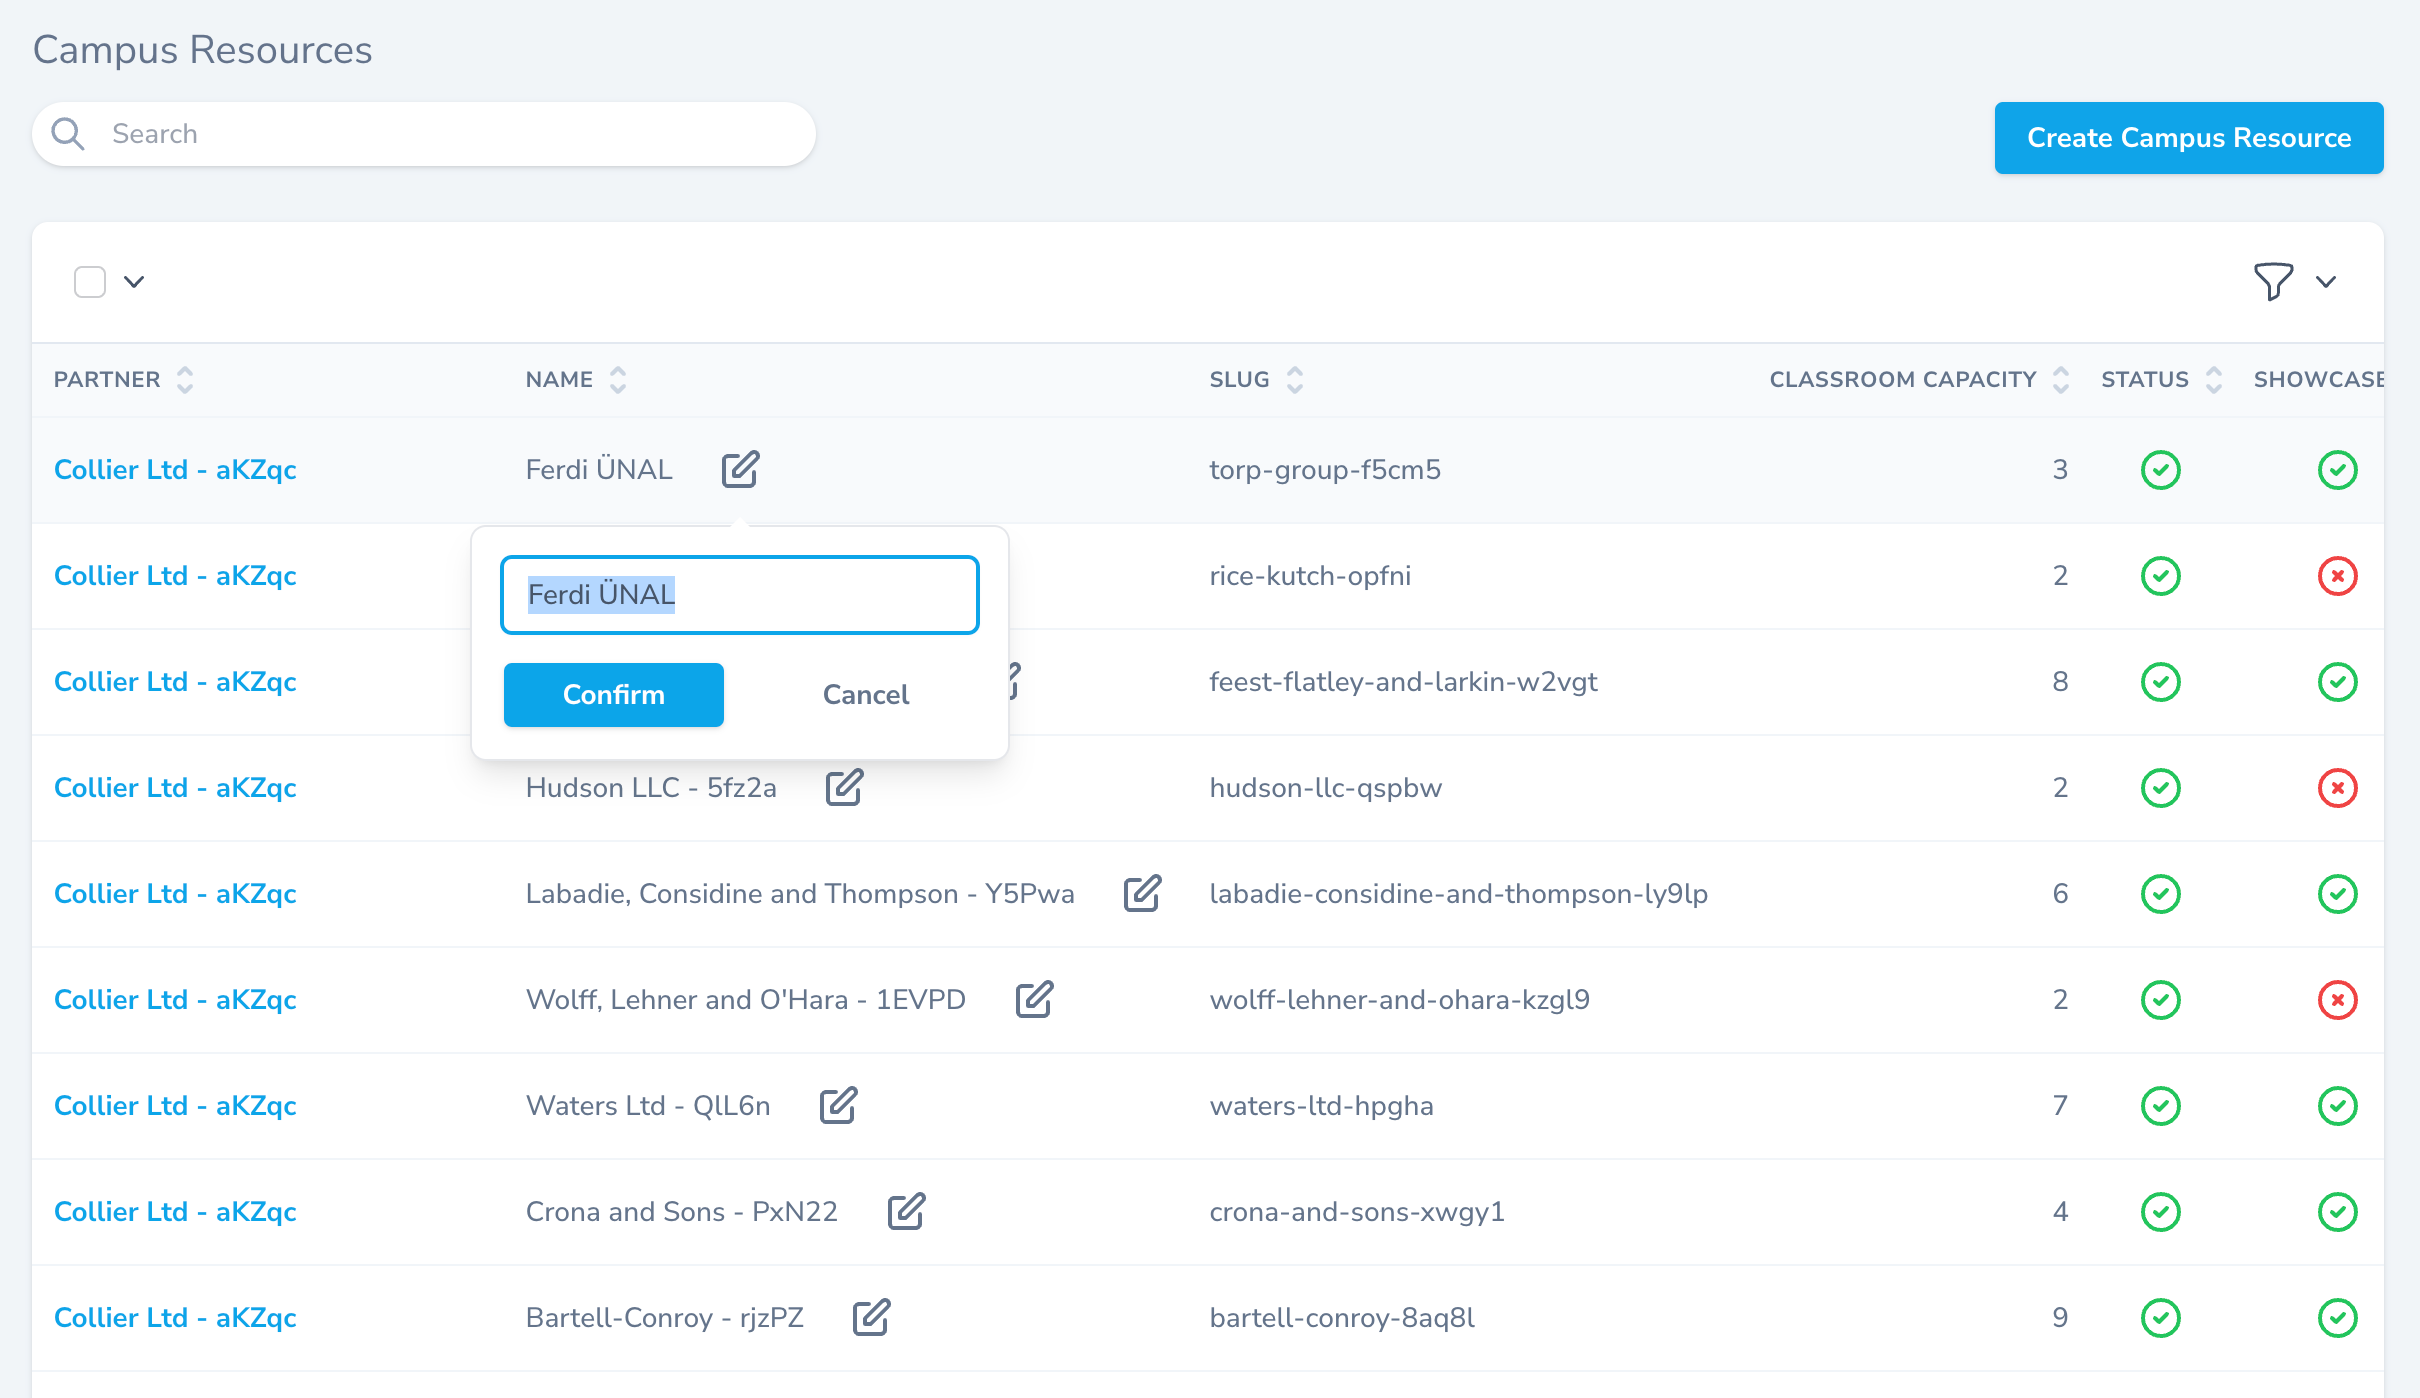 Campus Resources
Search
Create Campus Resource
PARTNER NAME SLUG CLASSROOM CAPACITY STATUS SHOWCASE
Collier Ltd - aKZqc Ferdi ÜNAL torp-group-f5cm5 3
Collier Ltd - aKZqc rice-kutch-opfni 2
Ferdi ÜNAL
Collier Ltd - aKZqc feest-flatley-and-larkin-w2vgt 8
Confirm Cancel
Collier Ltd - aKZqc Hudson LLC - 5fz2a hudson-llc-qspbw 2
Collier Ltd - aKZqc Labadie, Considine and Thompson - Y5Pwa labadie-considine-and-thompson-ly9lp 6
Collier Ltd - aKZqc Wolff, Lehner and O'Hara - 1EVPD wolff-lehner-and-ohara-kzgl9 2
Collier Ltd - aKZqc Waters Ltd - QlL6n waters-ltd-hpgha 7
Collier Ltd - aKZqc Crona and Sons - PxN22 crona-and-sons-xwgy1 4
Collier Ltd - aKZqc Bartell-Conroy - rjzPZ bartell-conroy-8aq8l 9